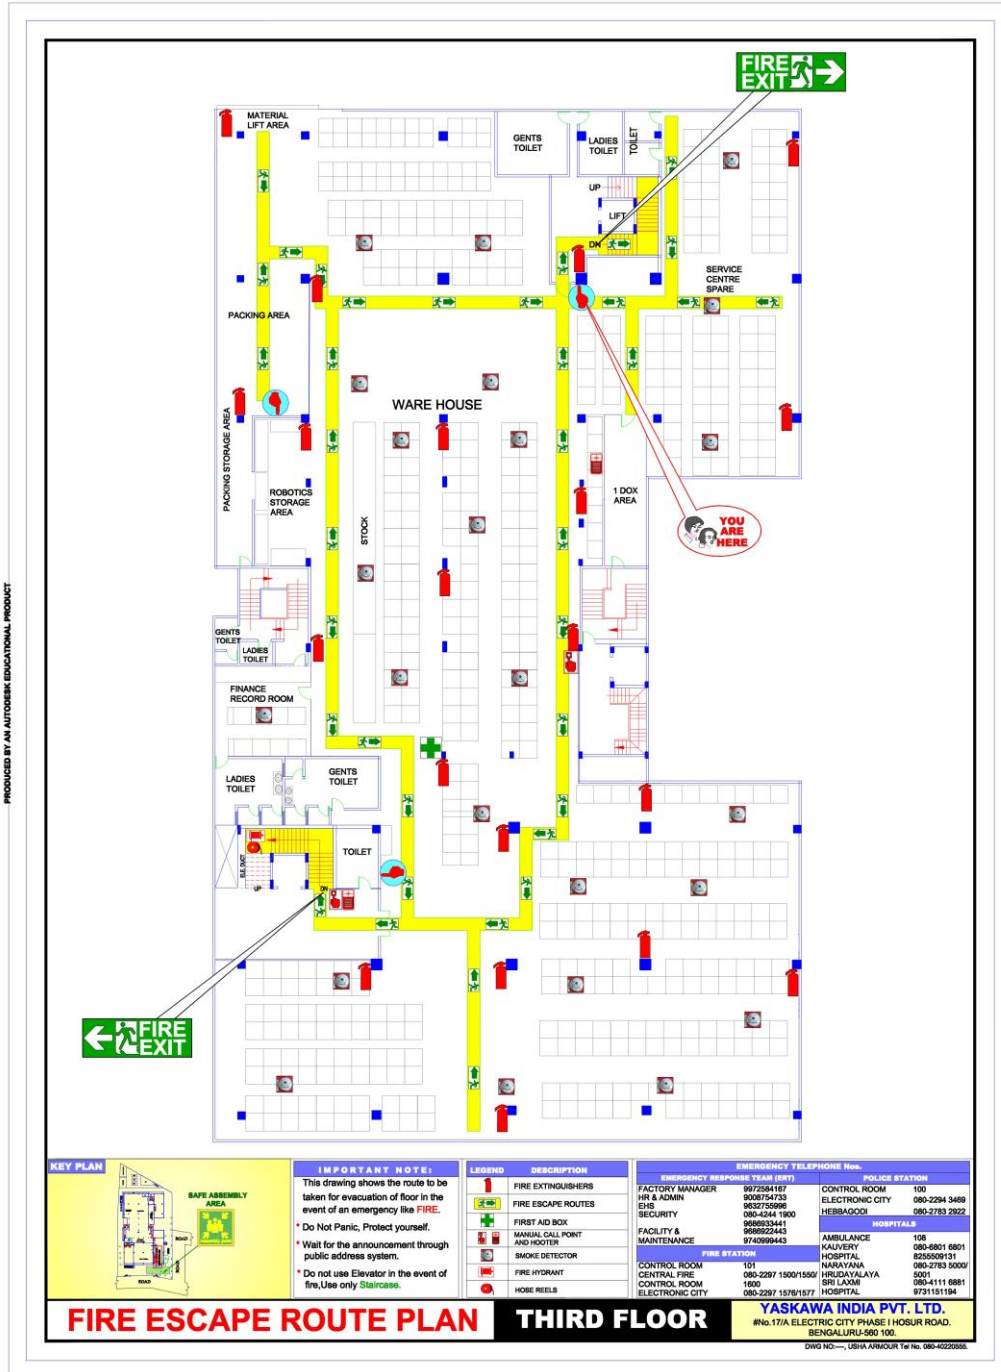 FIRE
EXIT
MATERIAL
LIFT AREA
GENTS
TOILET
LADIES
TOILET
TOILET
UP
LIFT
DN
SERVICE
CENTRE
SPARE
PACKING AREA
WARE HOUSE
PACKING STORAGE AREA
ROBOTICS
STORAGE
AREA
STOCK
1 DOX
AREA
YOU
ARE
HERE
GENTS
TOILET
LADIES
TOILET
FINANCE
RECORD ROOM
LADIES
TOILET
GENTS
TOILET
TOILET
ELE. DUCT
UP
DN
FIRE
EXIT
PRODUCED BY AN AUTODESK EDUCATIONAL PRODUCT
KEY PLAN
SAFE ASSEMBLY
AREA
ROAD
ROAD
ROAD
IMPORTANT NOTE:
This drawing shows the route to be
taken for evacuation of floor in the
event of an emergency like FIRE.
* Do Not Panic, Protect yourself.
* Wait for the announcement through
public address system.
* Do not use Elevator in the event of
fire,Use only Staircase.
LEGEND DESCRIPTION
FIRE EXTINGUISHERS
FIRE ESCAPE ROUTES
FIRST AID BOX
MANUAL CALL POINT
AND HOOTER
SMOKE DETECTOR
FIRE HYDRANT
HOSE REELS
EMERGENCY TELEPHONE Nos.
EMERGENCY RESPONSE TEAM (ERT)
FACTORY MANAGER 9972584167
HR & ADMIN 9008754733
EHS 9632755996
SECURITY 080-4244 1900
9686933441
FACILITY & 9686922443
MAINTENANCE 9740999443
FIRE STATION
CONTROL ROOM 101
CENTRAL FIRE 080-2297 1500/1550/
CONTROL ROOM 1600
ELECTRONIC CITY 080-2297 1576/1577
POLICE STATION
CONTROL ROOM 100
ELECTRONIC CITY 080-2294 3469
HEBBAGODI 080-2783 2922
HOSPITALS
AMBULANCE 108
KAUVERY 080-6801 6801
HOSPITAL 8255509131
NARAYANA 080-2783 5000/
HRUDAYALAYA 5001
SRI LAXMI 080-4111 6881
HOSPITAL 9731151194
FIRE ESCAPE ROUTE PLAN
THIRD FLOOR
YASKAWA INDIA PVT. LTD.
#No.17/A ELECTRIC CITY PHASE I HOSUR ROAD.
BENGALURU-560 100.
DWG NO:----, USHA ARMOUR Tel No. 080-40220555.